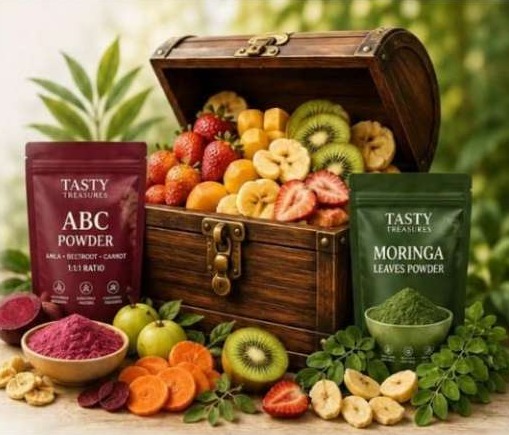 TASTY
TREASURES
ABC
POWDER
AMLA • BEETROOT • CARROT
1:1:1 RATIO
TASTY
TREASURES
MORINGA
LEAVES POWDER